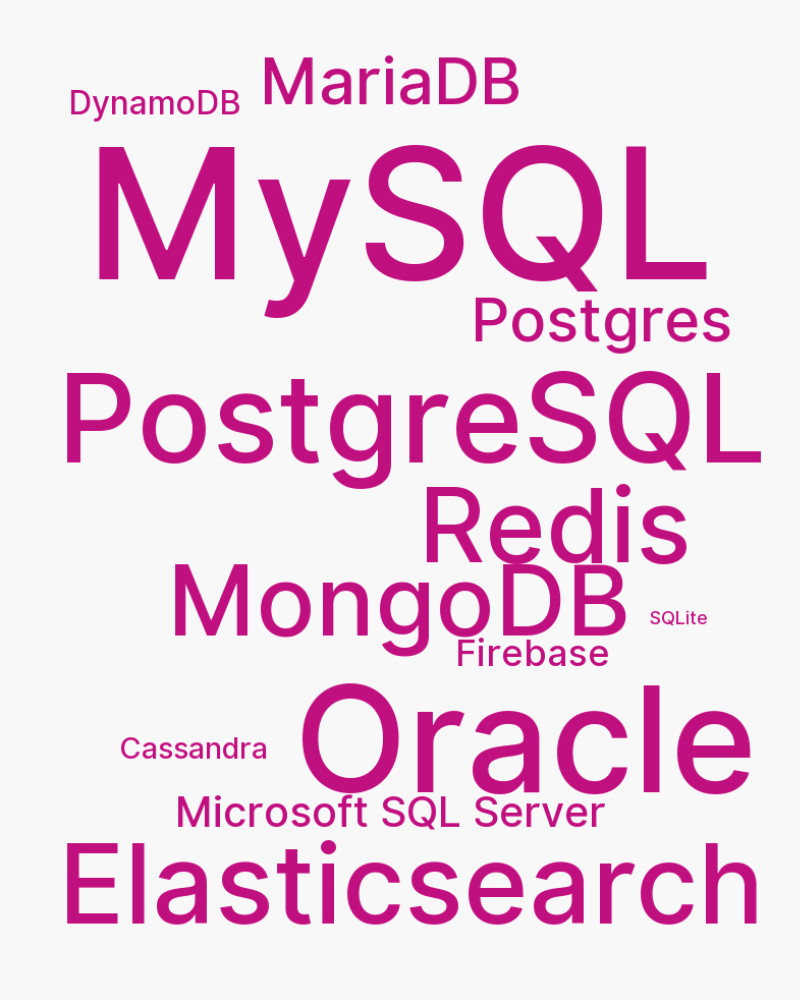 MariaDB
DynamoDB
MySQL
Postgres
PostgreSQL
Redis
MongoDB
SQLite
Firebase
Oracle
Cassandra
Microsoft SQL Server
Elasticsearch